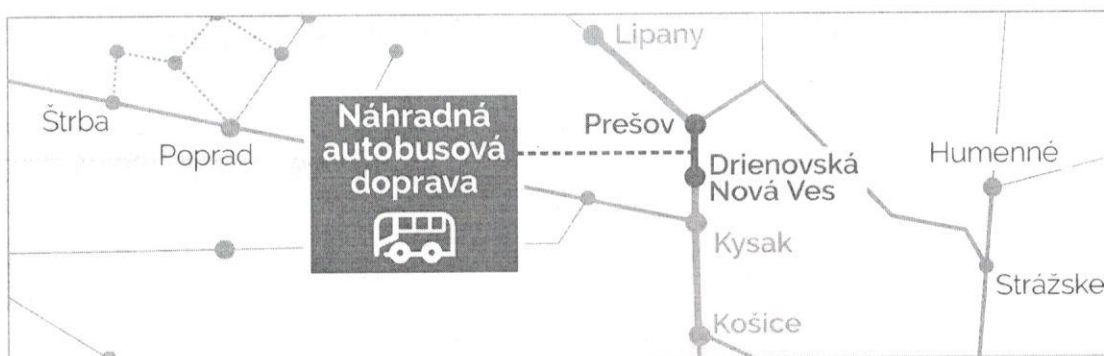 Lipany
Štrba
Poprad
Náhradná
autobusová
doprava
Prešov
Drienovská
Nová Ves
Humenné
Kysak
Strážske
Košice